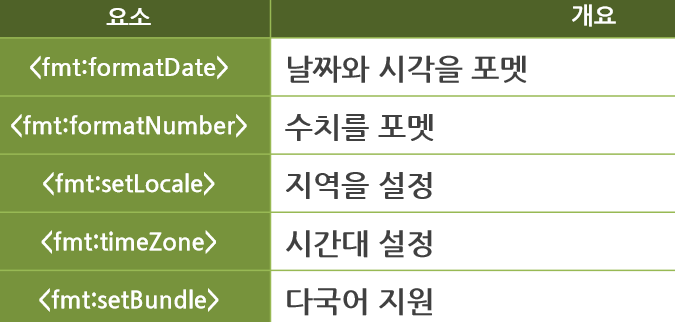 요소 개요
<fmt:formatDate> 날짜와 시각을 포멧
<fmt:formatNumber> 수치를 포멧
<fmt:setLocale> 지역을 설정
<fmt:timeZone> 시간대 설정
<fmt:setBundle> 다국어 지원